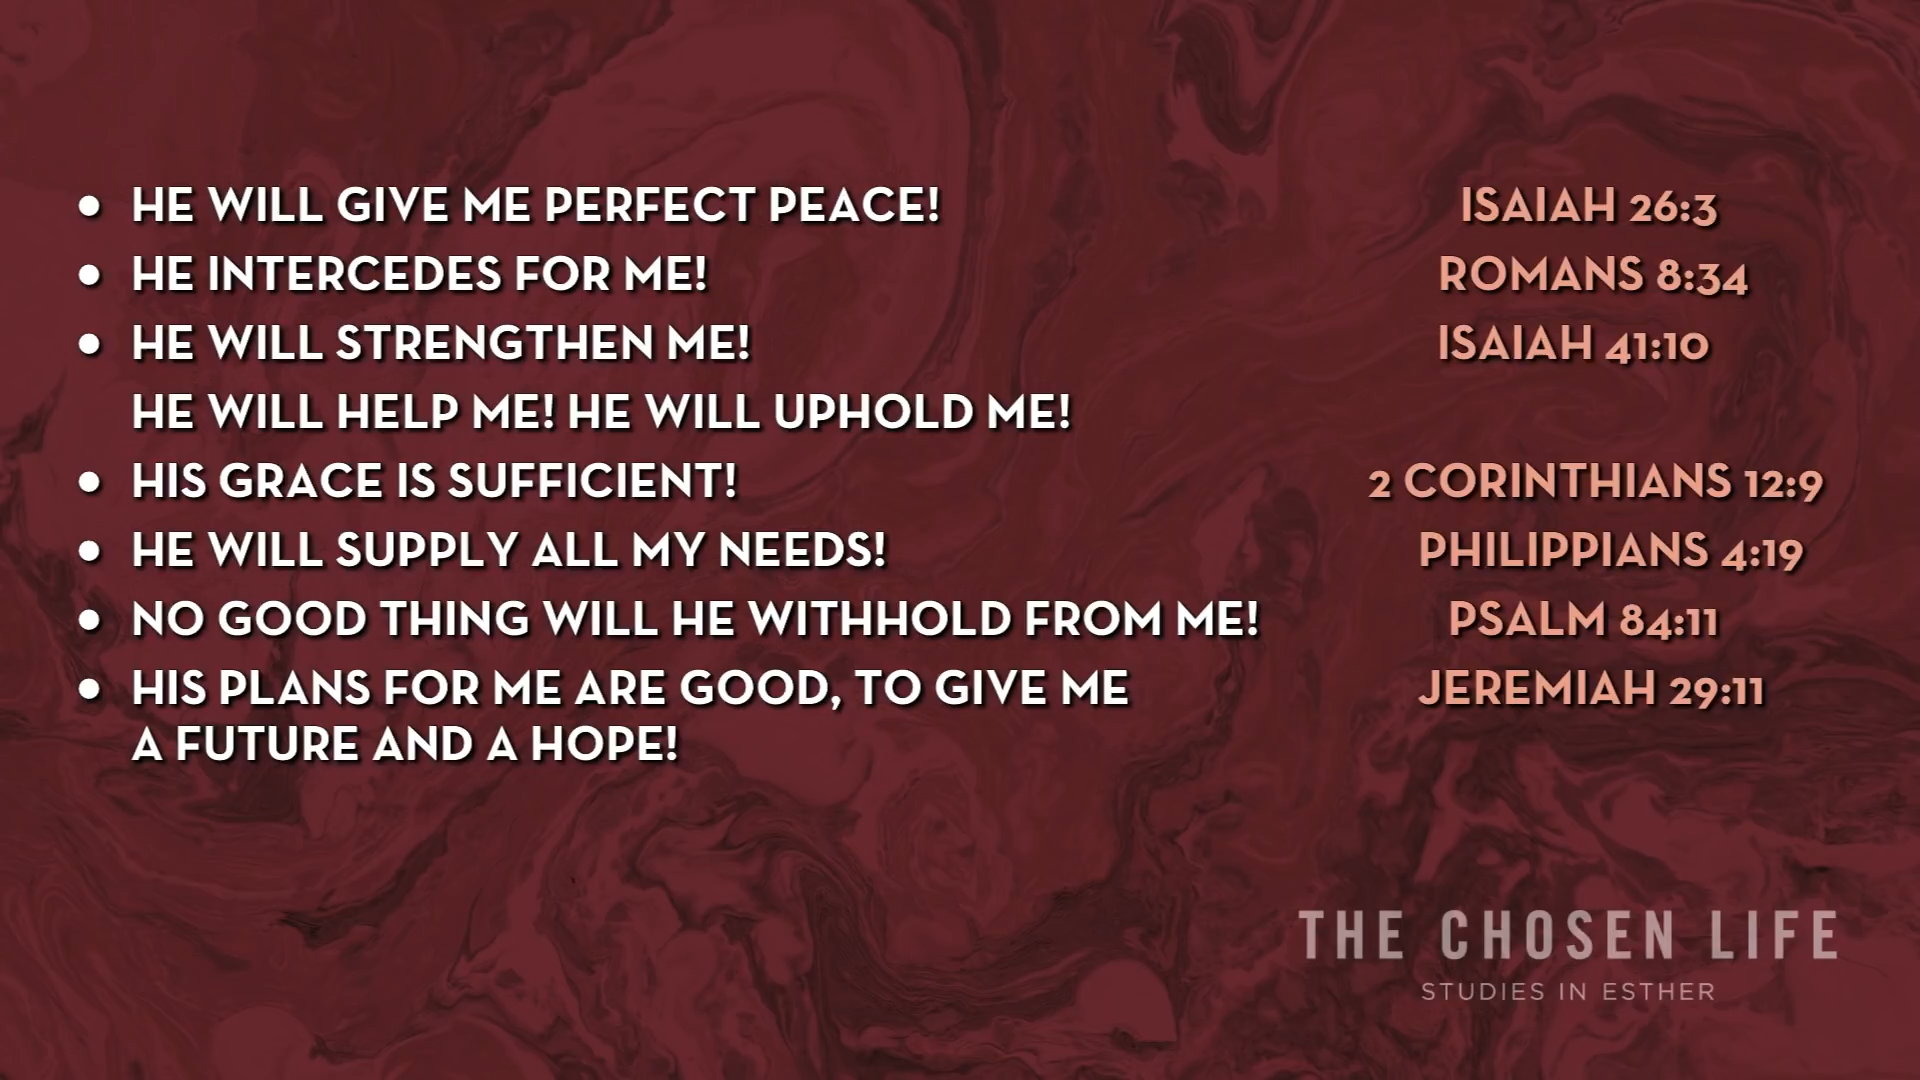 • HE WILL GIVE ME PERFECT PEACE! ISAIAH 26:3
• HE INTERCEDES FOR ME! ROMANS 8:34
• HE WILL STRENGTHEN ME! ISAIAH 41:10
HE WILL HELP ME! HE WILL UPHOLD ME!
• HIS GRACE IS SUFFICIENT! 2 CORINTHIANS 12:9
• HE WILL SUPPLY ALL MY NEEDS! PHILIPPIANS 4:19
• NO GOOD THING WILL HE WITHHOLD FROM ME! PSALM 84:11
• HIS PLANS FOR ME ARE GOOD, TO GIVE ME JEREMIAH 29:11
A FUTURE AND A HOPE!
THE CHOSEN LIFE
STUDIES IN ESTHER